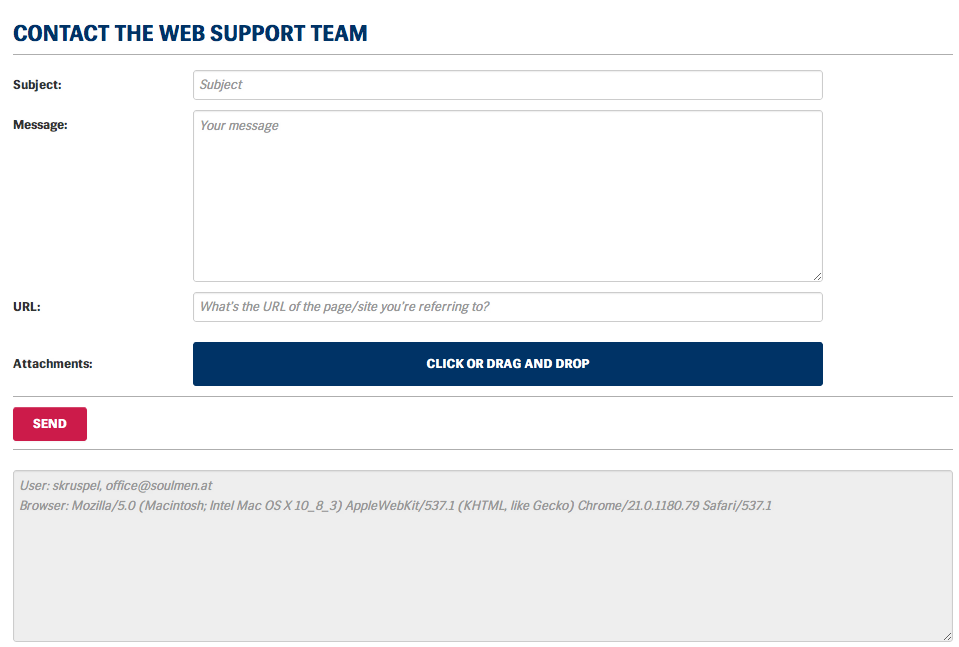 CONTACT THE WEB SUPPORT TEAM
Subject:
Subject
Message:
Your message
URL:
What's the URL of the page/site you're referring to?
Attachments:
CLICK OR DRAG AND DROP
SEND
User: skruspel, office@soulmen.at
Browser: Mozilla/5.0 (Macintosh; Intel Mac OS X 10_8_3) AppleWebKit/537.1 (KHTML, like Gecko) Chrome/21.0.1180.79 Safari/537.1